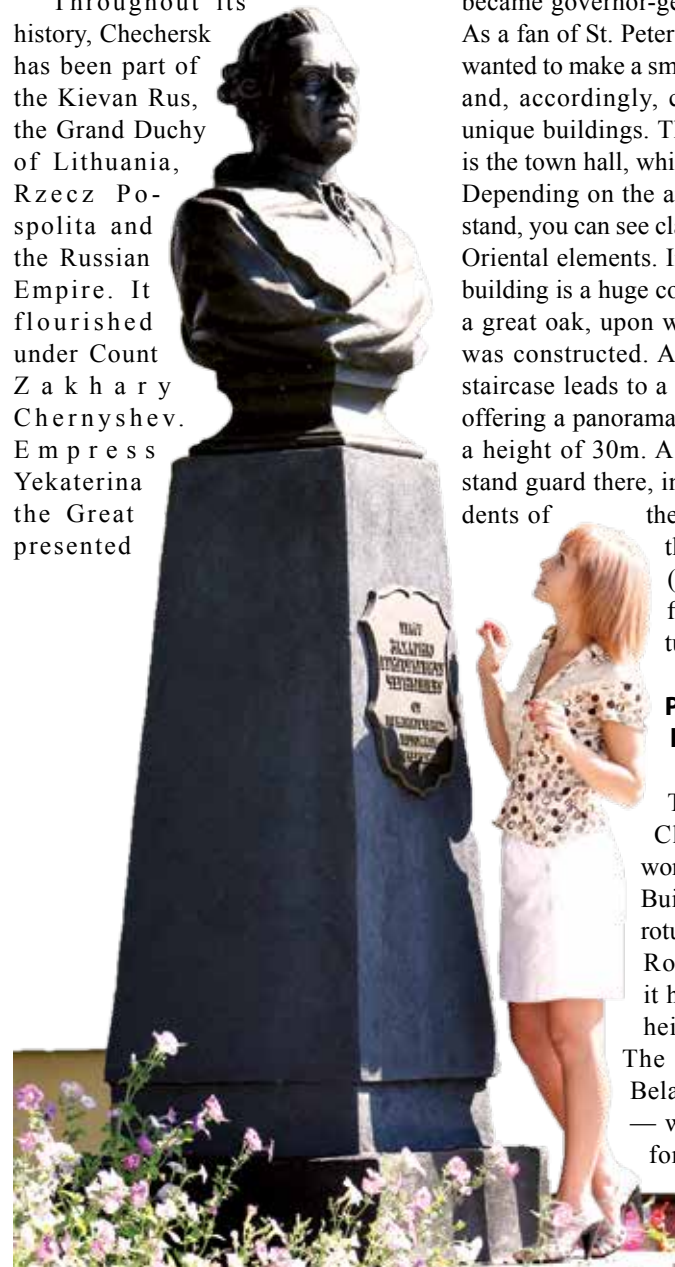 Throughout its
history, Chechersk
has been part of
the Kievan Rus,
the Grand Duchy
of Lithuania,
Rzecz Po-
spolita and
the Russian
Empire. It
flourished
under Count
Zakhary
Chernyshev.
Empress
Yekaterina
the Great
presented
became governor-ge
As a fan of St. Peter
wanted to make a sm
and, accordingly, c
unique buildings. Th
is the town hall, whi
Depending on the a
stand, you can see cla
Oriental elements. I
building is a huge co
a great oak, upon w
was constructed. A
staircase leads to a
offering a panorama
a height of 30m. A
stand guard there, in
dents of the
th
(
f
tu
P
T
Cl
wor
Bui
rotu
Ro
it h
hei
The
Bela
— w
for